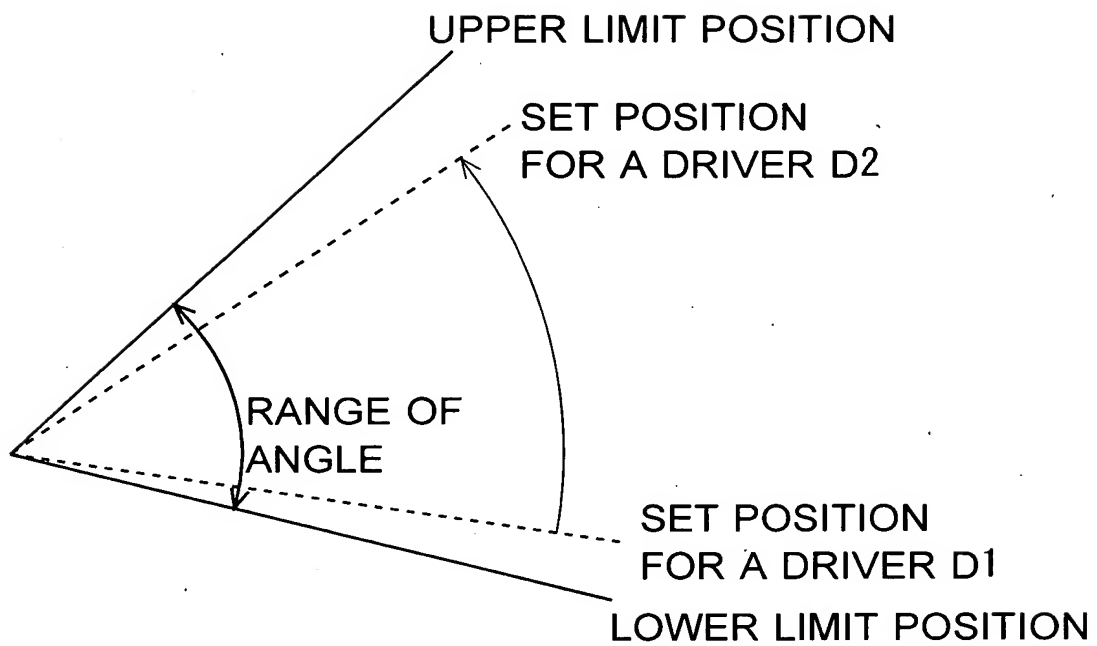 UPPER LIMIT POSITION
SET POSITION
FOR A DRIVER D2
RANGE OF
ANGLE
SET POSITION
FOR A DRIVER D1
LOWER LIMIT POSITION